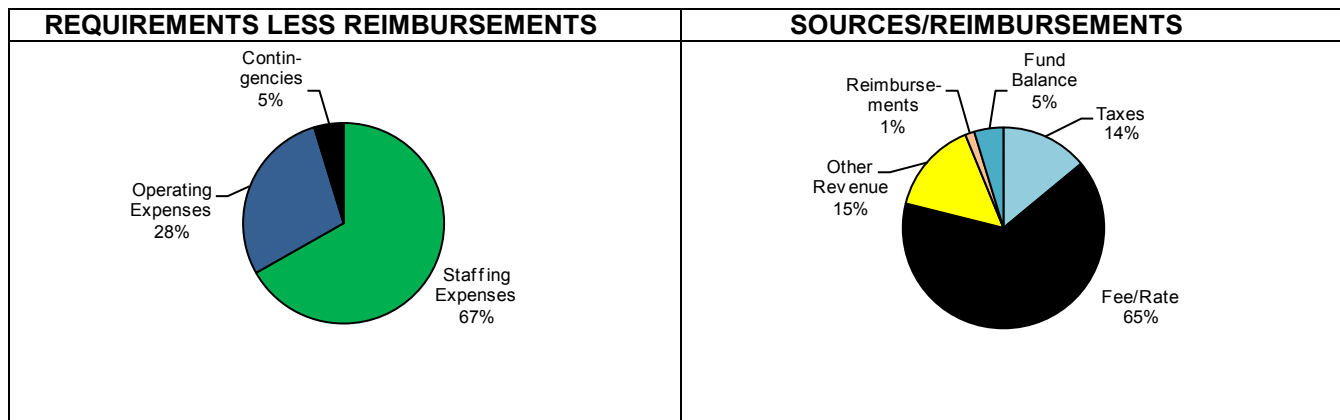 REQUIREMENTS LESS REIMBURSEMENTS
Contin-
gencies
5%
Operating
Expenses
28%
Staffing
Expenses
67%
SOURCES/REIMBURSEMENTS
Fund
Balance
5%
Reimburse-
ments
1%
Taxes
14%
Other
Revenue
15%
Fee/Rate
65%